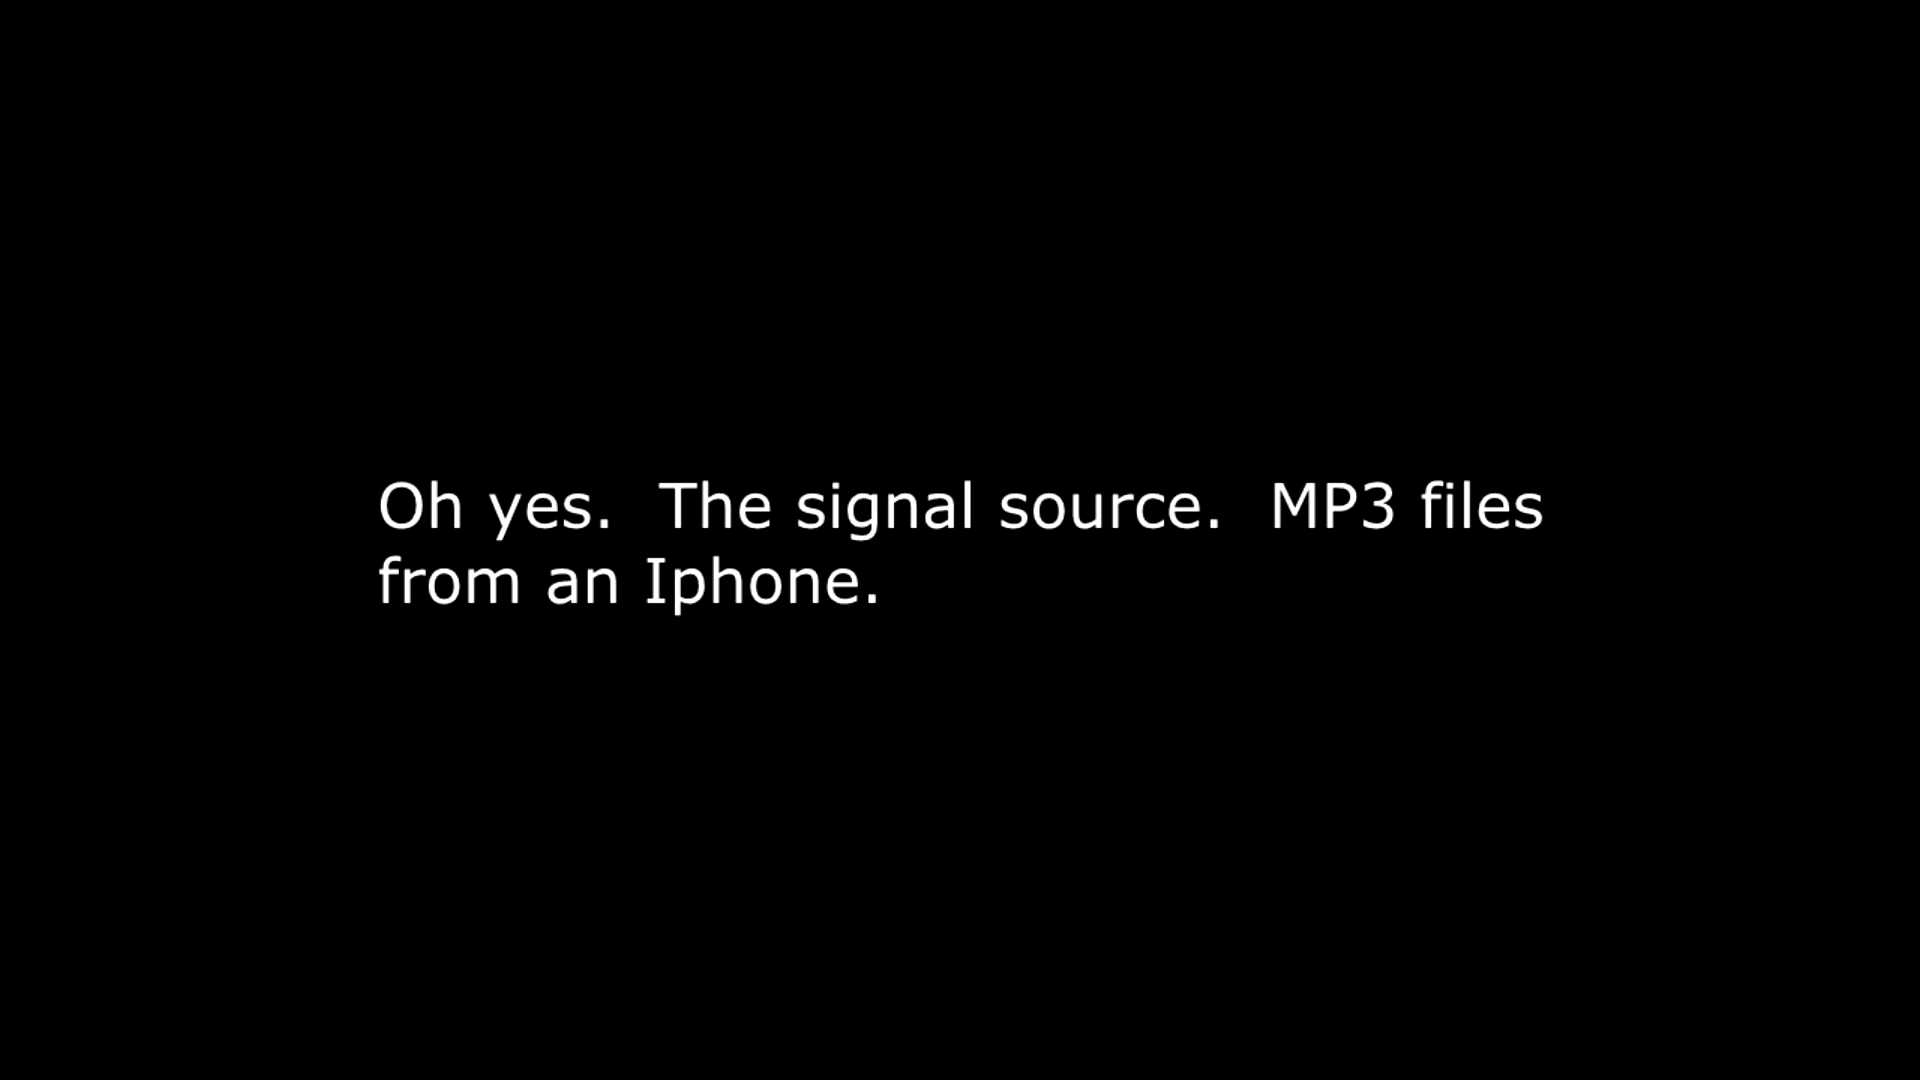 Oh yes.  The signal source.  MP3 files
from an Iphone.